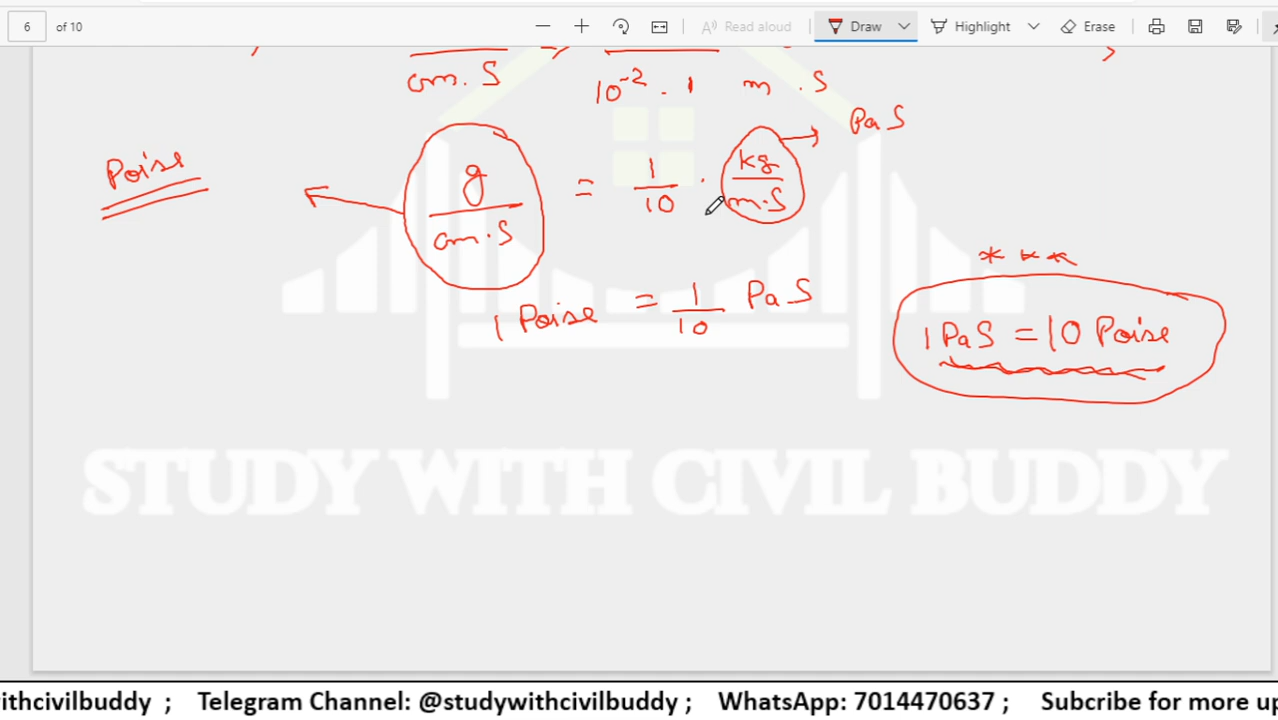 6 of 10 Read aloud Draw Highlight Erase
cm. S 10⁻² . 1 m . S
Poise
g / cm.S = 1/10 . kg / m.S PaS
* * *
1 Poise = 1/10 PaS
1 PaS = 10 Poise
STUDY WITH CIVIL BUDDY
ithcivilbuddy ; Telegram Channel: @studywithcivilbuddy ; WhatsApp: 7014470637 ; Subcribe for more up